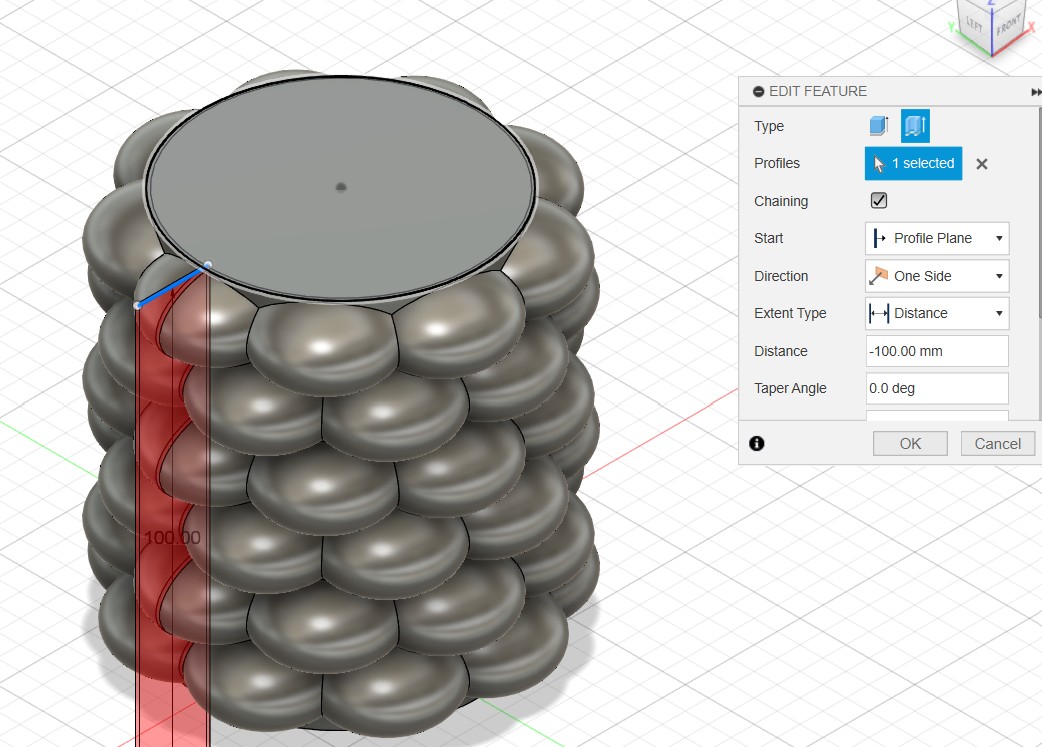 Z
LEFT
FRONT
Y
X
EDIT FEATURE
Type
Profiles
1 selected
Chaining
Start
Profile Plane
Direction
One Side
Extent Type
Distance
Distance
-100.00 mm
Taper Angle
0.0 deg
OK
Cancel
100.00